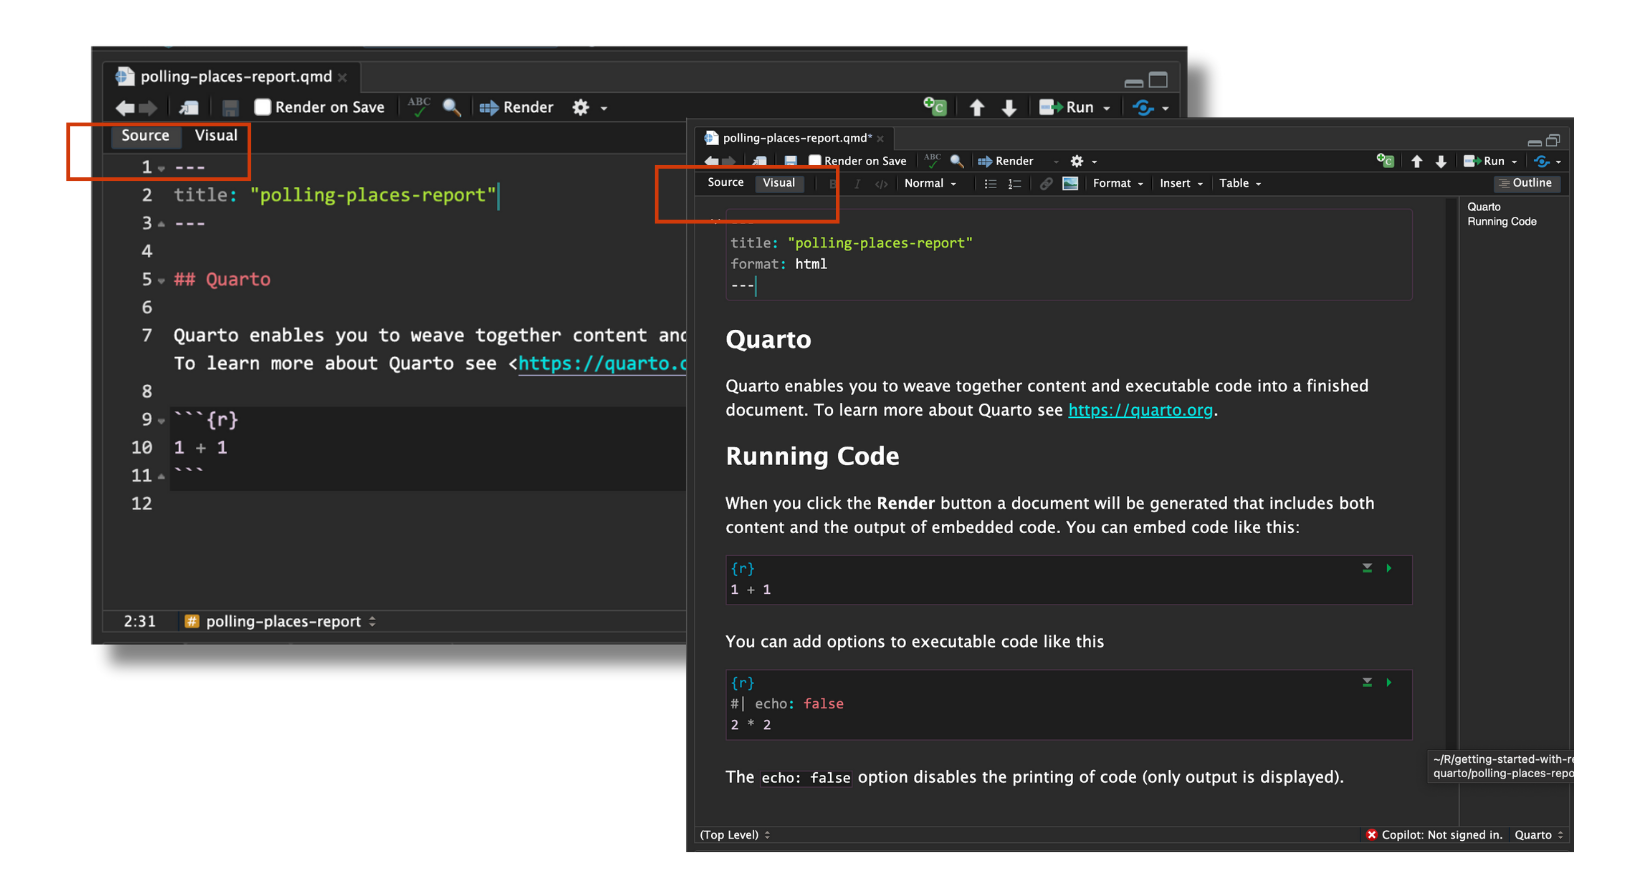 polling-places-report.qmd
Render on Save ABC Render Run
Source Visual
1 ---
2 title: "polling-places-report"
3 ---
4
5 ## Quarto
6
7 Quarto enables you to weave together content and
To learn more about Quarto see <https://quarto.
8
9 ```{r}
10 1 + 1
11 ```
12
2:31 # polling-places-report
polling-places-report.qmd*
Render on Save ABC Render Run
Source Visual B I </> Normal Format Insert Table Outline
---
title: "polling-places-report"
format: html
---
Quarto
Quarto enables you to weave together content and executable code into a finished
document. To learn more about Quarto see https://quarto.org.
Running Code
When you click the Render button a document will be generated that includes both
content and the output of embedded code. You can embed code like this:
{r}
1 + 1
You can add options to executable code like this
{r}
#| echo: false
2 * 2
The echo: false option disables the printing of code (only output is displayed).
Quarto
Running Code
~/R/getting-started-with-r
quarto/polling-places-repo
(Top Level) Copilot: Not signed in. Quarto